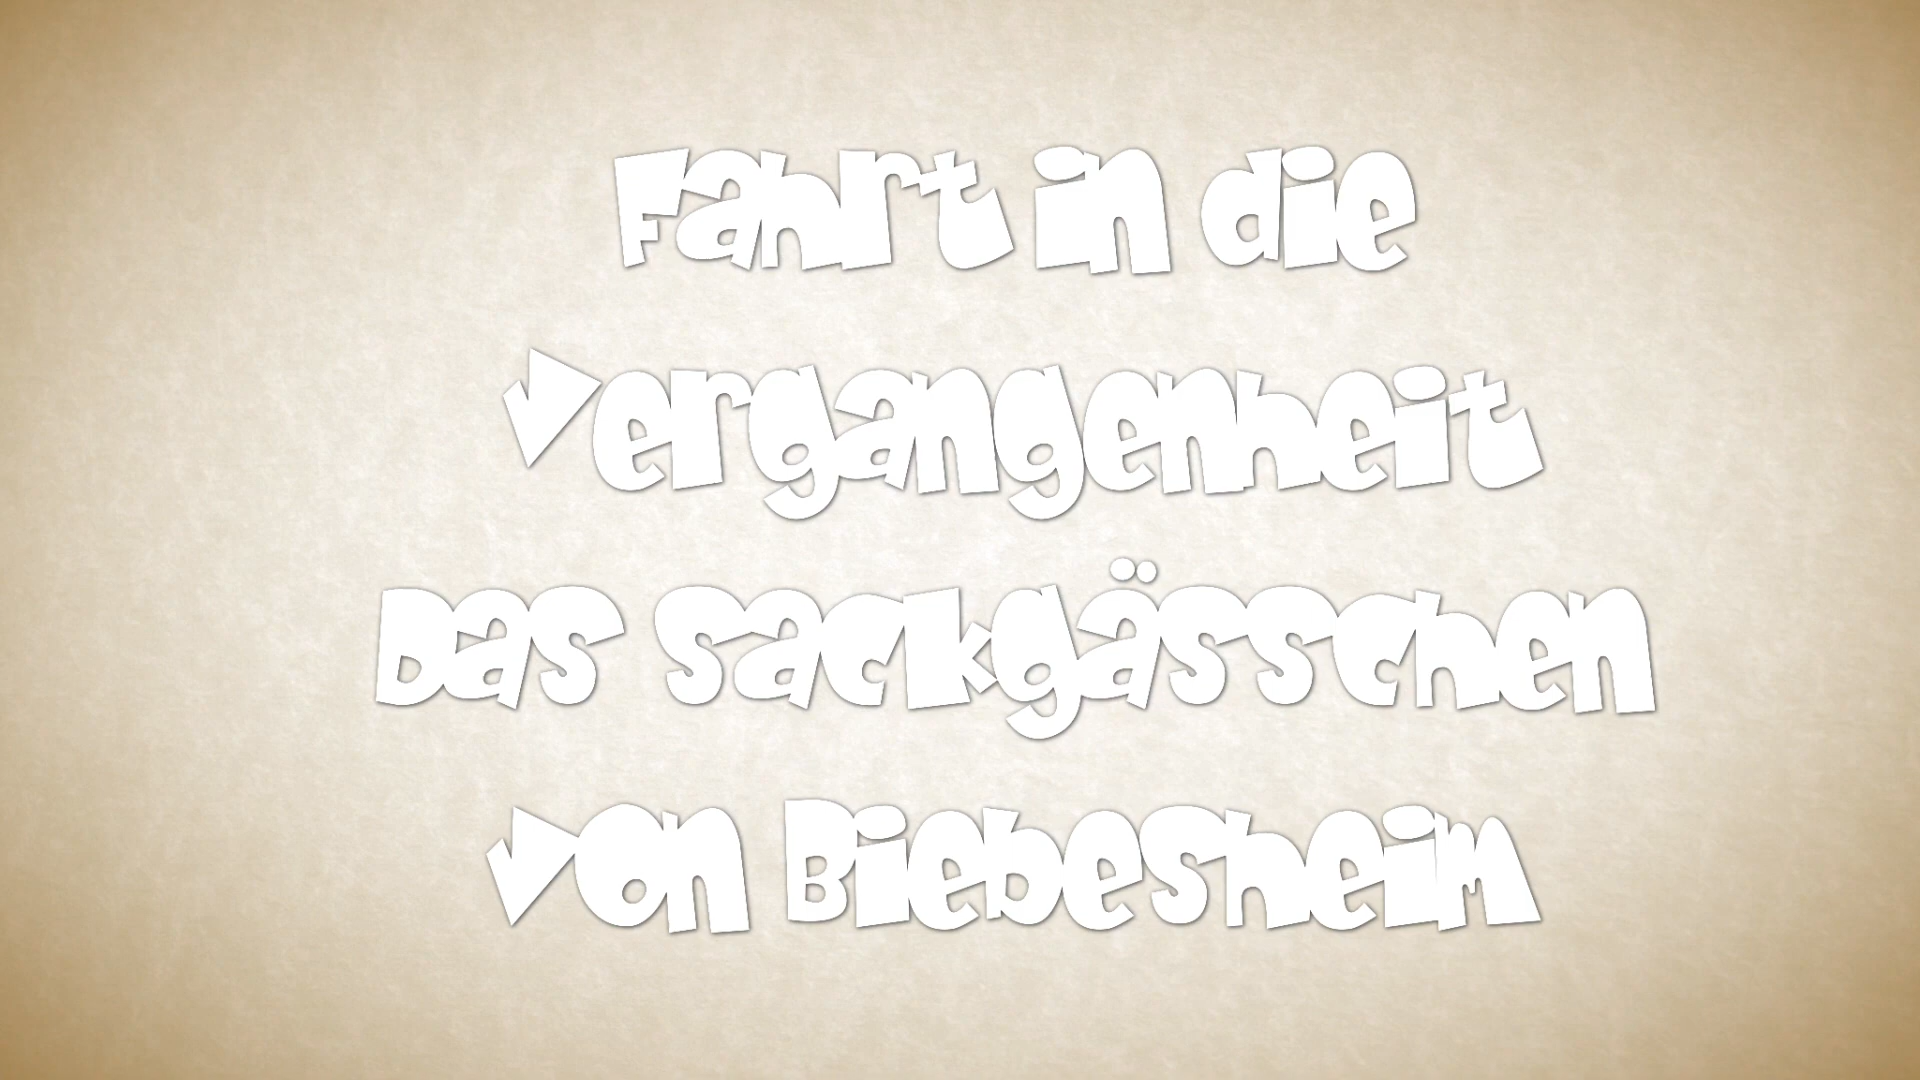 Fahrt in die
Vergangenheit
Das Sackgässchen
von Biebesheim